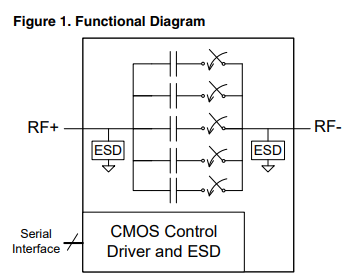 Figure 1. Functional Diagram
RF+
RF-
ESD
ESD
Serial
Interface
CMOS Control
Driver and ESD